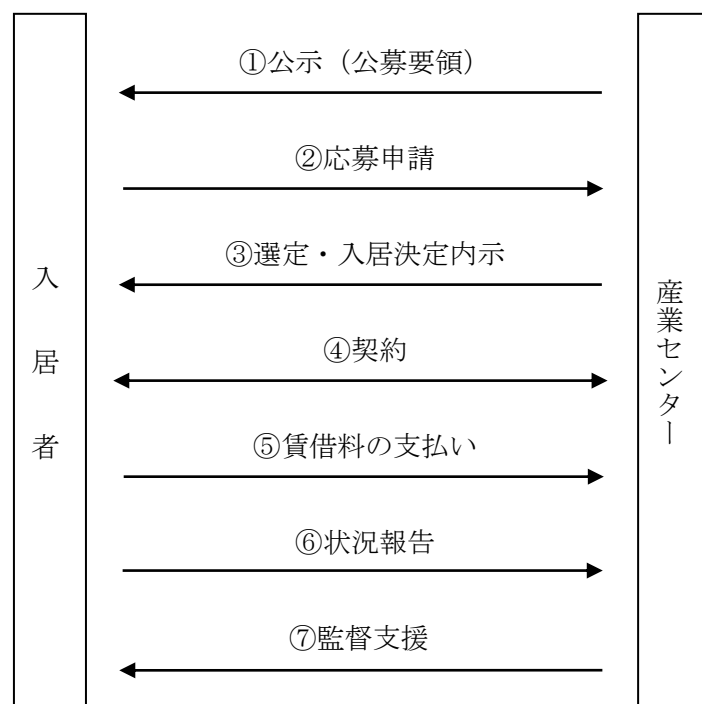 ①公示（公募要領）
②応募申請
③選定・入居決定内示
④契約
⑤賃借料の支払い
⑥状況報告
⑦監督支援
入居者
産業センター